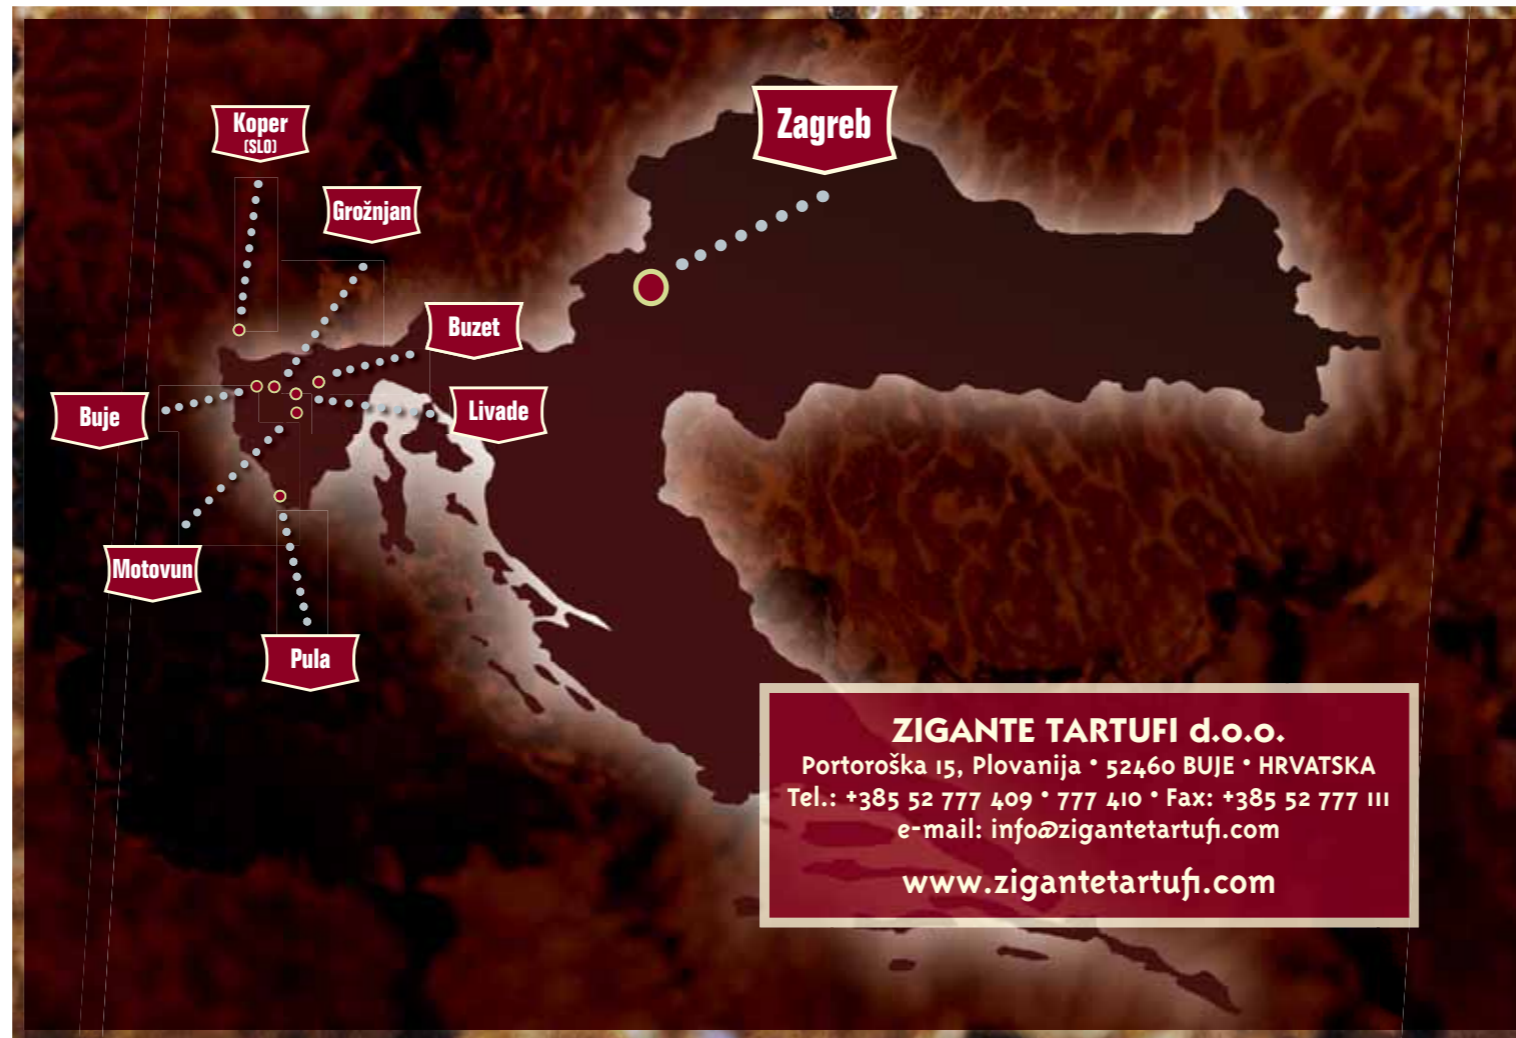 Koper
(SLO)
Zagreb
Grožnjan
Buzet
Buje
Livade
Motovun
Pula
ZIGANTE TARTUFI d.o.o.
Portoroška 15, Plovanija • 52460 BUJE • HRVATSKA
Tel.: +385 52 777 409 • 777 410 • Fax: +385 52 777 111
e-mail: info@zigantetartufi.com
www.zigantetartufi.com